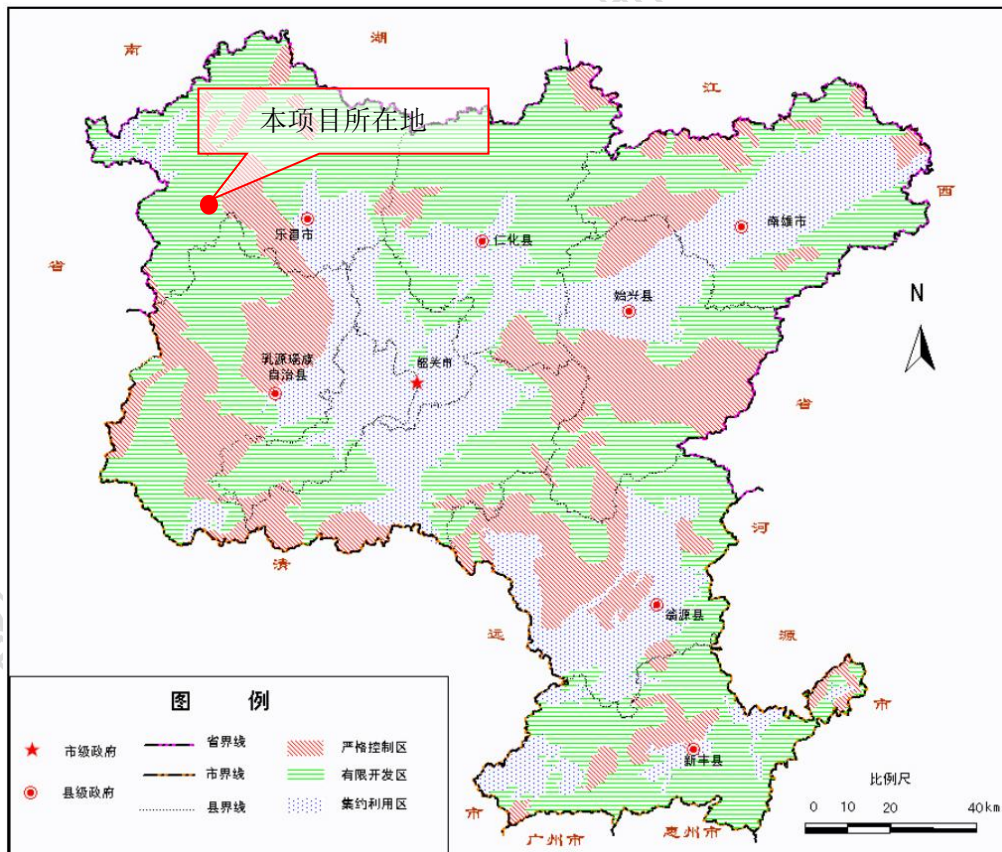 南
湖
江
西
省
本项目所在地
乐昌市
仁化县
南雄市
始兴县
韶关市
乳源瑶族
自治县
N
省
清
远
市
河
源
市
翁源县
新丰县
广州市
惠州市
图 例
市级政府
省界线
严格控制区
市界线
有限开发区
县级政府
县界线
集约利用区
比例尺
0 10 20 40km